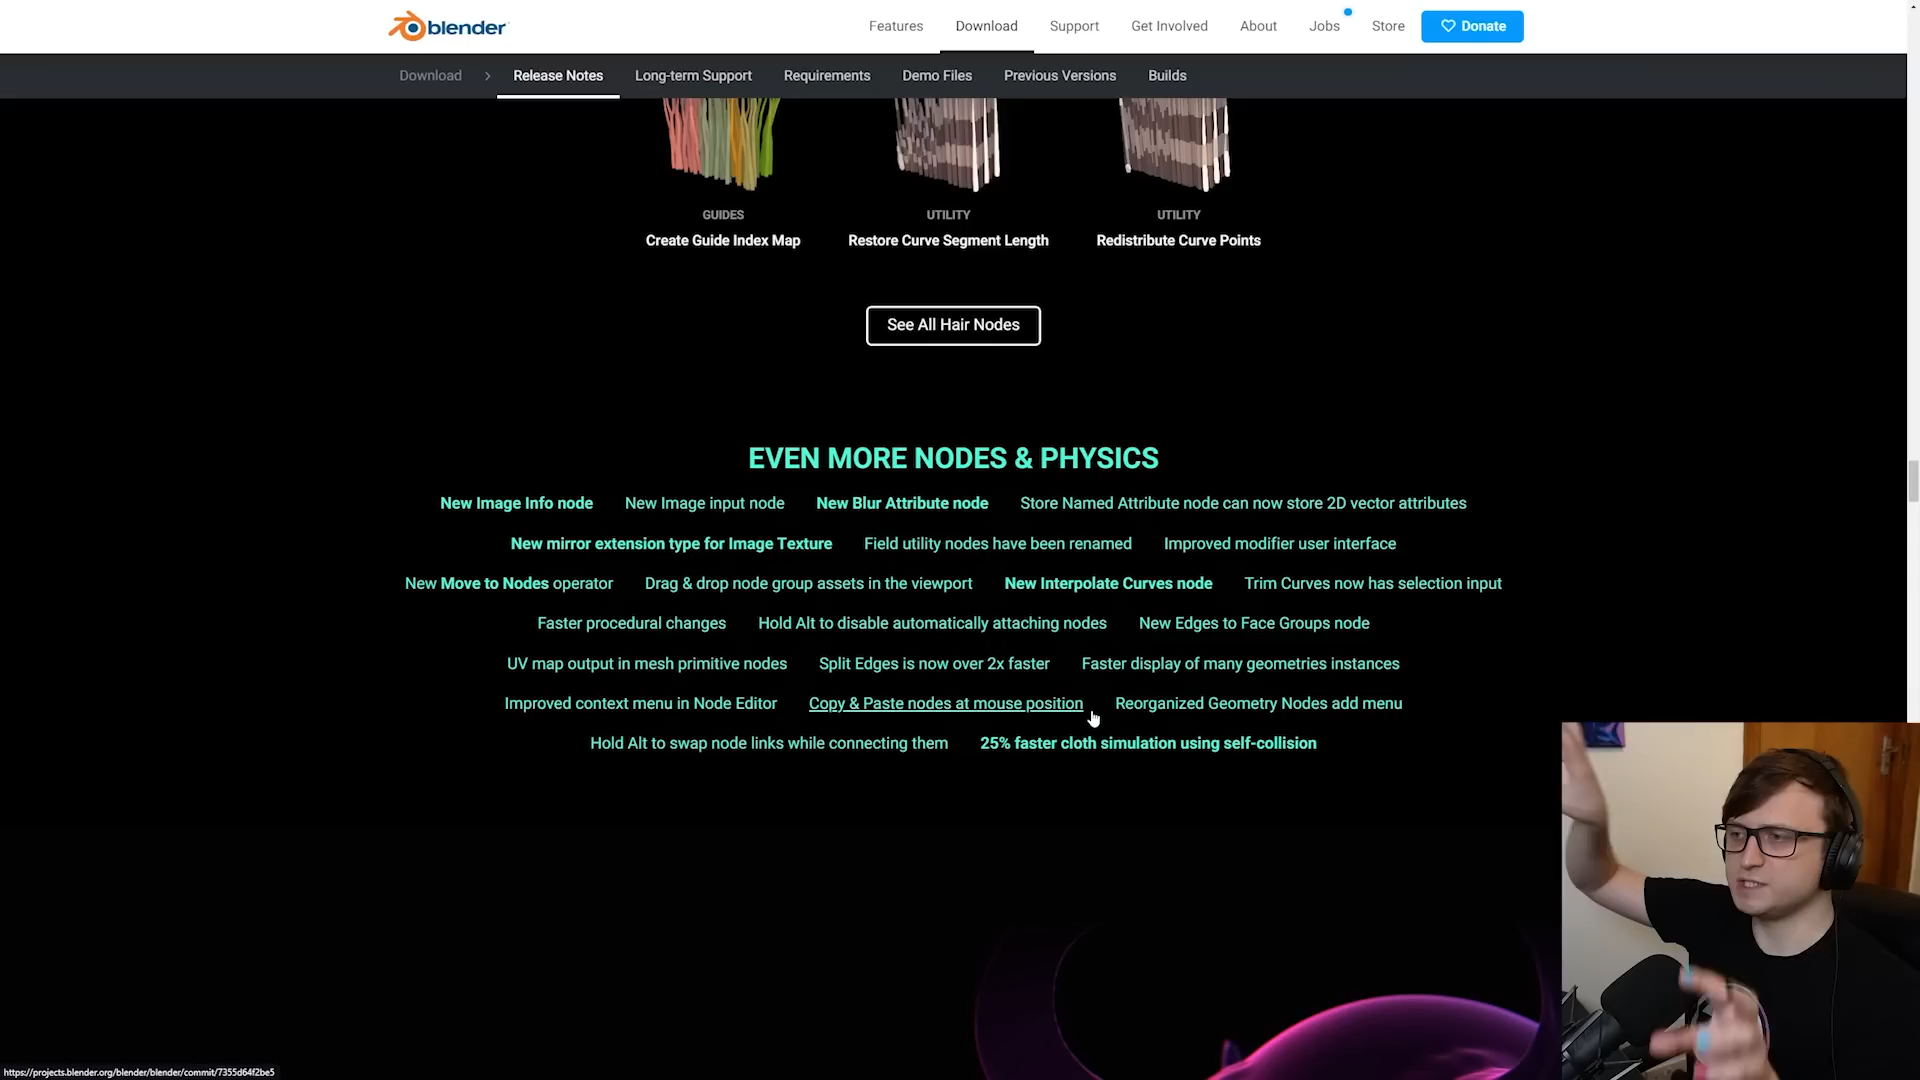 blender
Features Download Support Get Involved About Jobs Store Donate
Download > Release Notes Long-term Support Requirements Demo Files Previous Versions Builds
GUIDES UTILITY UTILITY
Create Guide Index Map Restore Curve Segment Length Redistribute Curve Points
See All Hair Nodes
EVEN MORE NODES & PHYSICS
New Image Info node New Image input node New Blur Attribute node Store Named Attribute node can now store 2D vector attributes
New mirror extension type for Image Texture Field utility nodes have been renamed Improved modifier user interface
New Move to Nodes operator Drag & drop node group assets in the viewport New Interpolate Curves node Trim Curves now has selection input
Faster procedural changes Hold Alt to disable automatically attaching nodes New Edges to Face Groups node
UV map output in mesh primitive nodes Split Edges is now over 2x faster Faster display of many geometries instances
Improved context menu in Node Editor Copy & Paste nodes at mouse position Reorganized Geometry Nodes add menu
Hold Alt to swap node links while connecting them 25% faster cloth simulation using self-collision
https://projects.blender.org/blender/blender/commit/7355d64f2be5